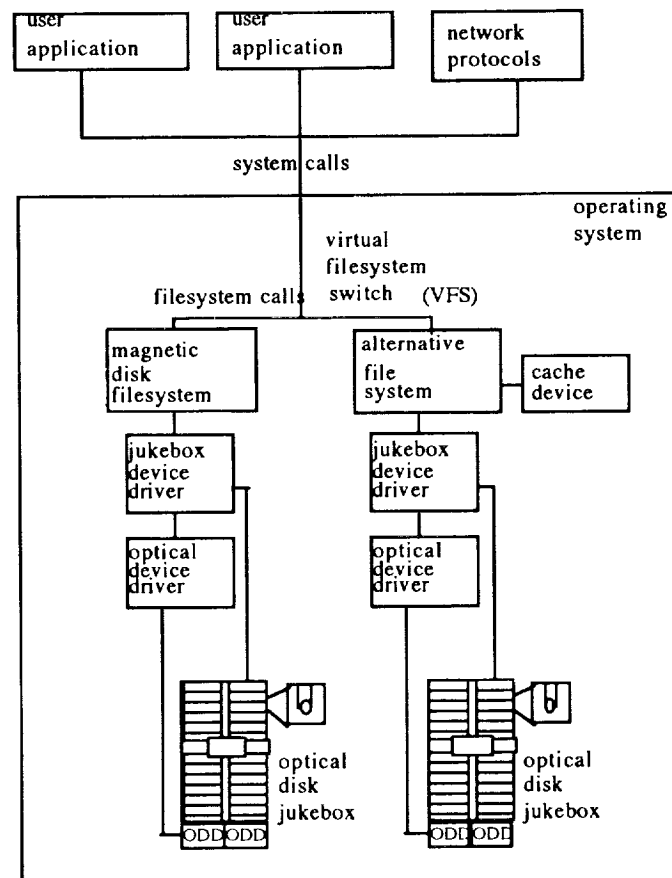 user
application
user
application
network
protocols
system calls
operating
system
virtual
filesystem
switch (VFS)
filesystem calls
magnetic
disk
filesystem
alternative
file
system
cache
device
jukebox
device
driver
jukebox
device
driver
optical
device
driver
optical
device
driver
optical
disk
jukebox
ODD ODD
optical
disk
jukebox
ODD ODD